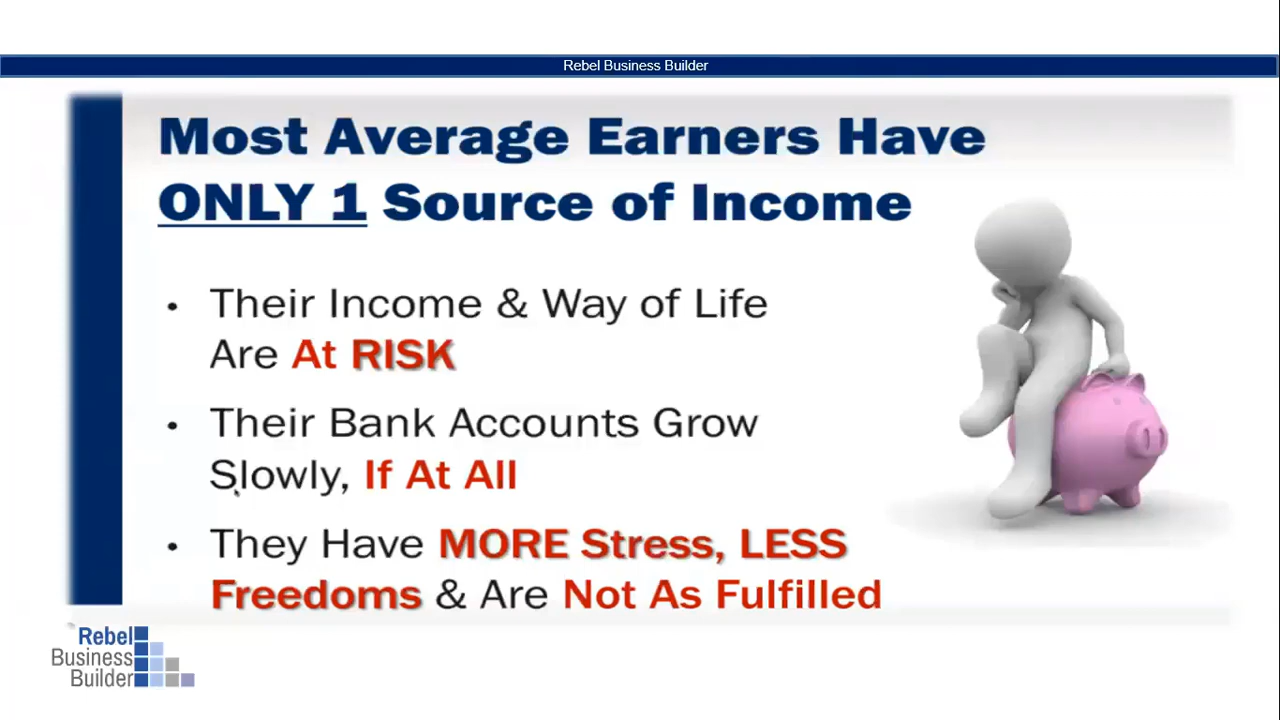 Rebel Business Builder
Most Average Earners Have
ONLY 1 Source of Income
• Their Income & Way of Life
Are At RISK
• Their Bank Accounts Grow
Slowly, If At All
• They Have MORE Stress, LESS
Freedoms & Are Not As Fulfilled
Rebel
Business
Builder